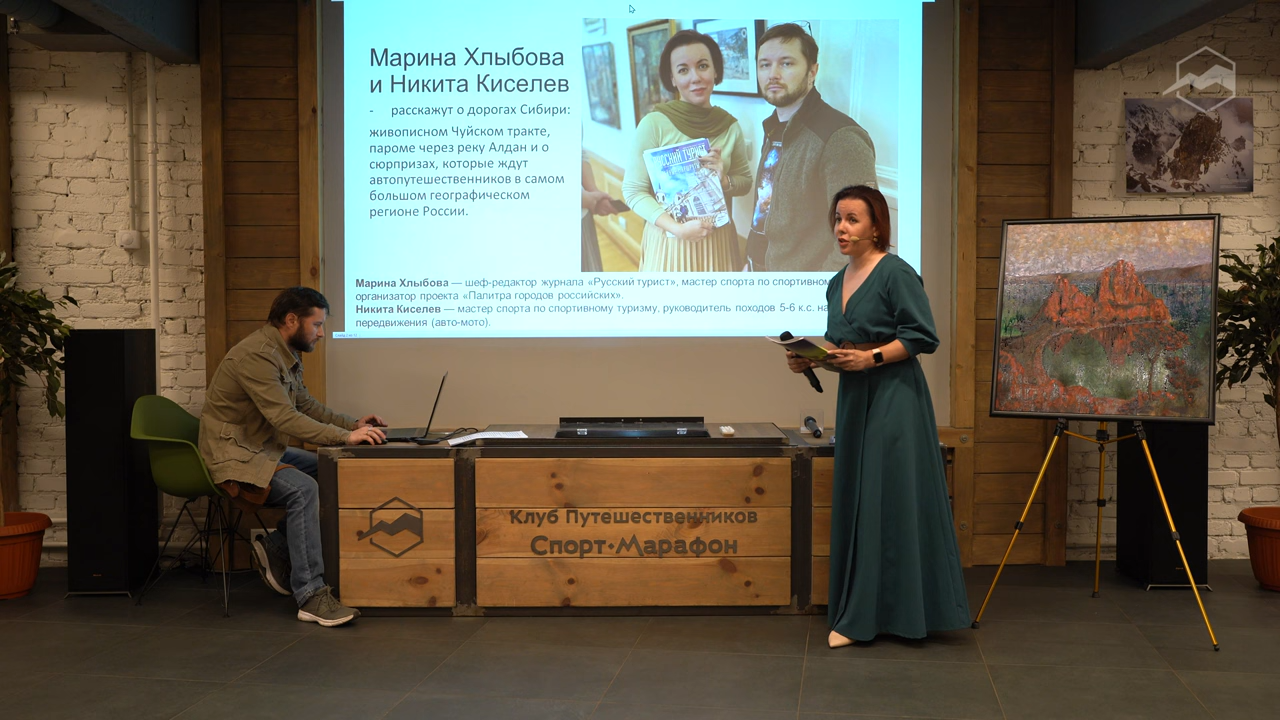 Марина Хлыбова
и Никита Киселев
- расскажут о дорогах Сибири:
живописном Чуйском тракте,
пароме через реку Алдан и о
сюрпризах, которые ждут
автопутешественников в самом
большом географическом
регионе России.
РУССКИЙ ТУРИСТ
Марина Хлыбова — шеф-редактор журнала «Русский турист», мастер спорта по спортивном
организатор проекта «Палитра городов российских».
Никита Киселев — мастер спорта по спортивному туризму, руководитель походов 5-6 к.с. на
передвижения (авто-мото).
Клуб Путешественников
Спорт·Марафон